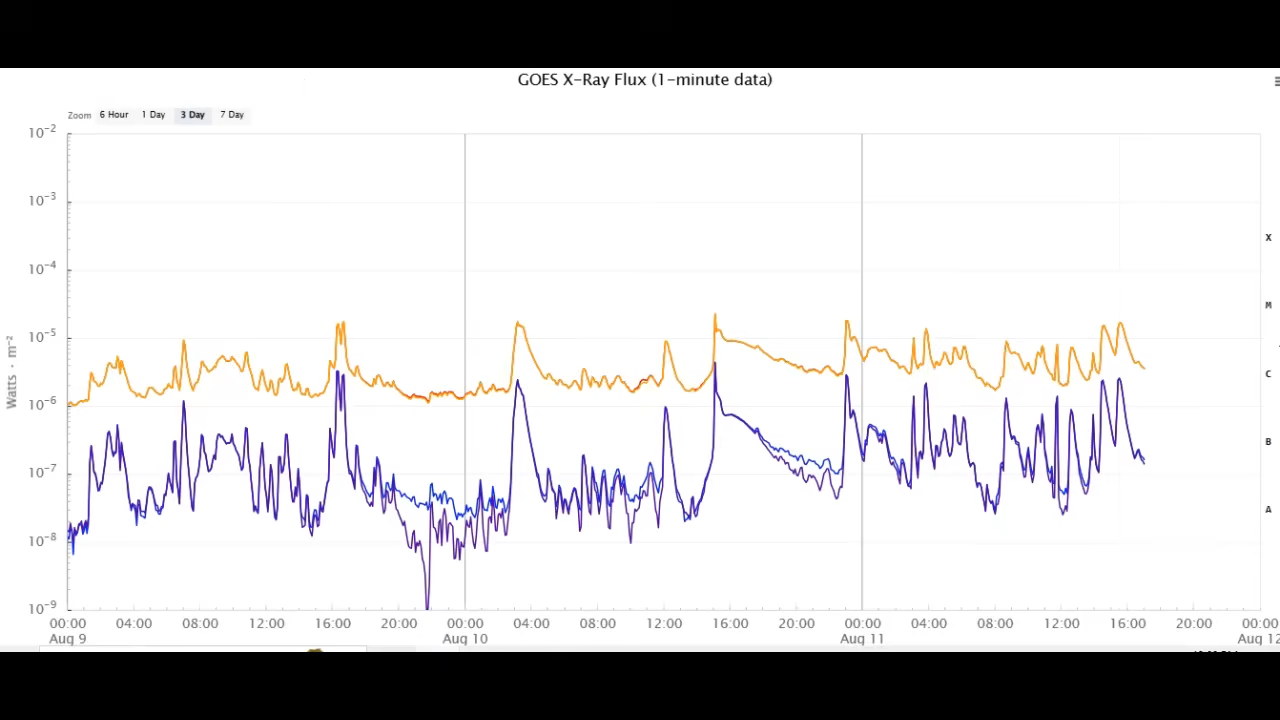 GOES X-Ray Flux (1-minute data)
Zoom 6 Hour 1 Day 3 Day 7 Day
Watts · m⁻²
10⁻²
10⁻³
10⁻⁴
10⁻⁵
10⁻⁶
10⁻⁷
10⁻⁸
10⁻⁹
X
M
C
B
A
00:00 04:00 08:00 12:00 16:00 20:00 00:00 04:00 08:00 12:00 16:00 20:00 00:00 04:00 08:00 12:00 16:00 20:00 00:00
Aug 9 Aug 10 Aug 11 Aug 12